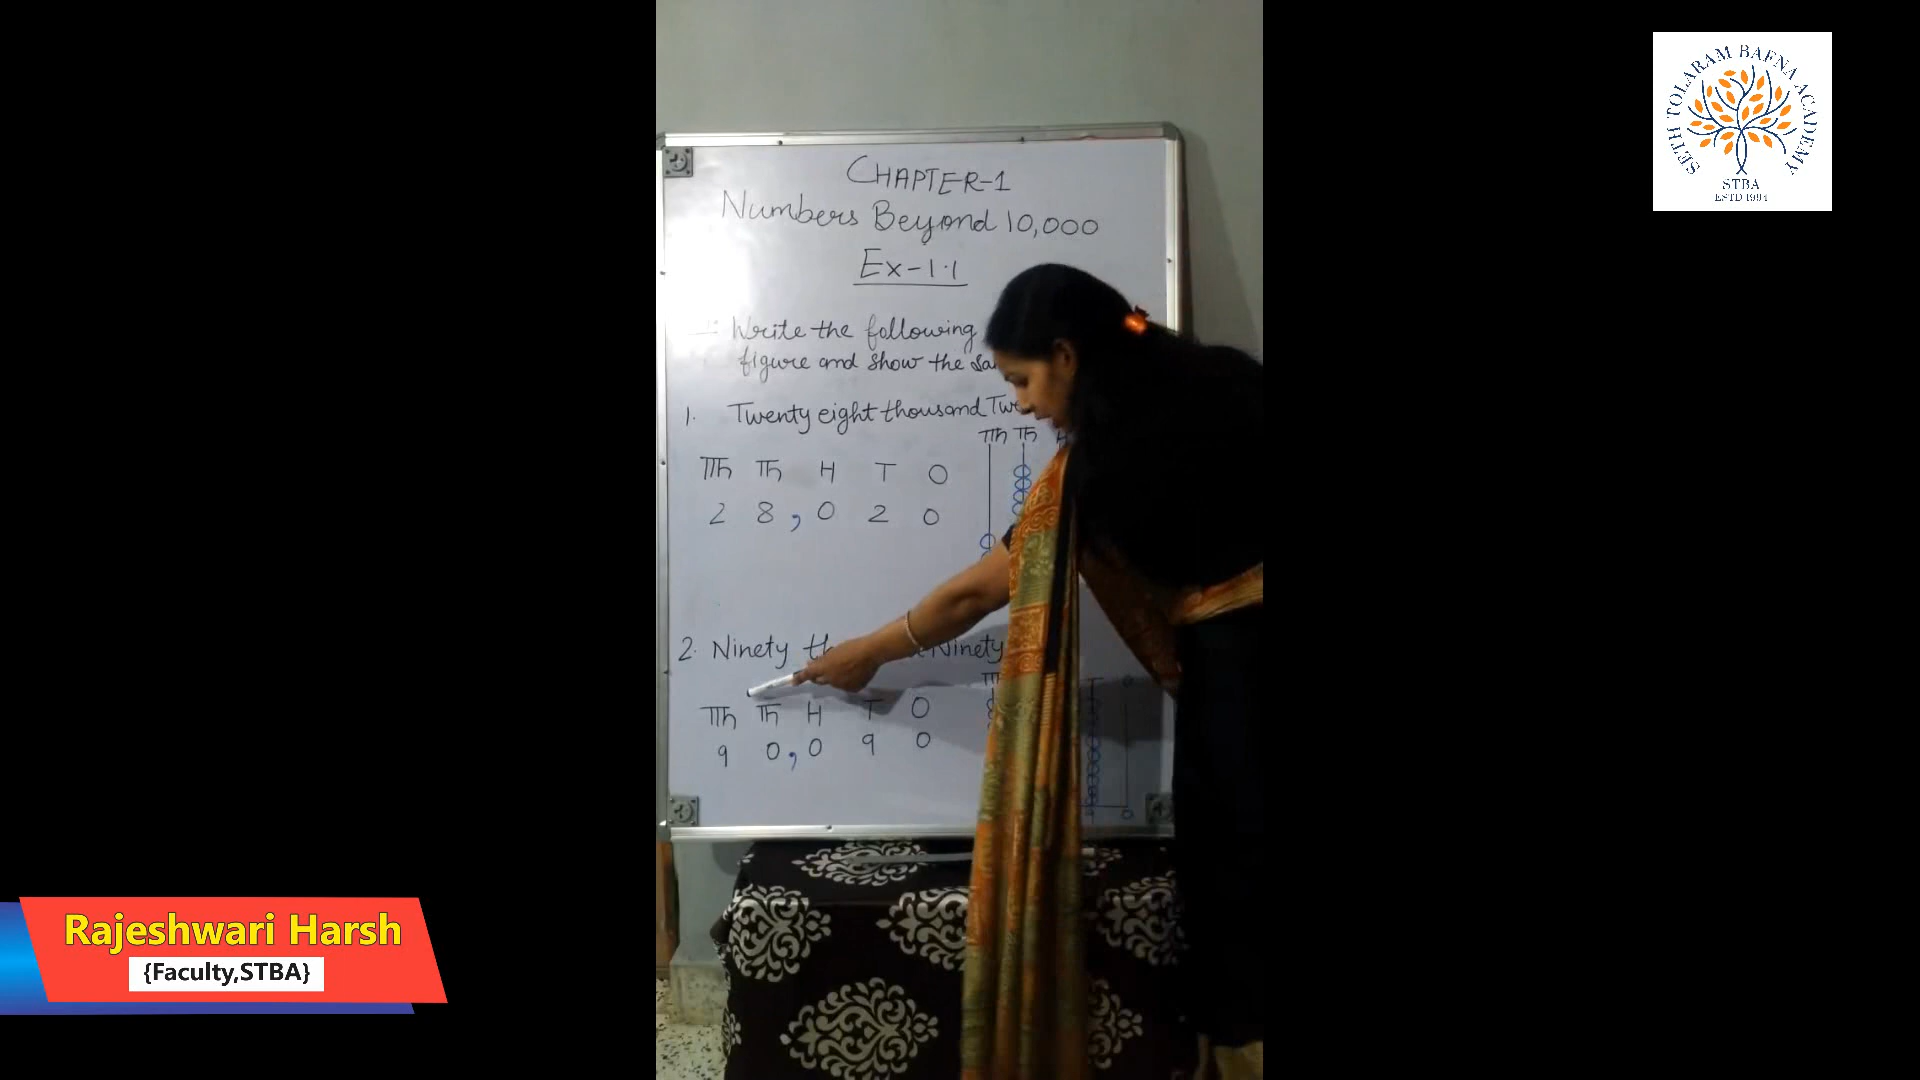 SETH TOLARAM BAFNA ACADEMY
STBA
ESTD 1994
CHAPTER-1
Numbers Beyond 10,000
Ex-1.1
Write the following
figure and show the
1. Twenty eight thousand
TTh Th
TTh Th H T O
2 8 , 0 2 0
2. Ninety Ninety
TTh Th H T O
9 0 , 0 9 0
Rajeshwari Harsh
{Faculty,STBA}